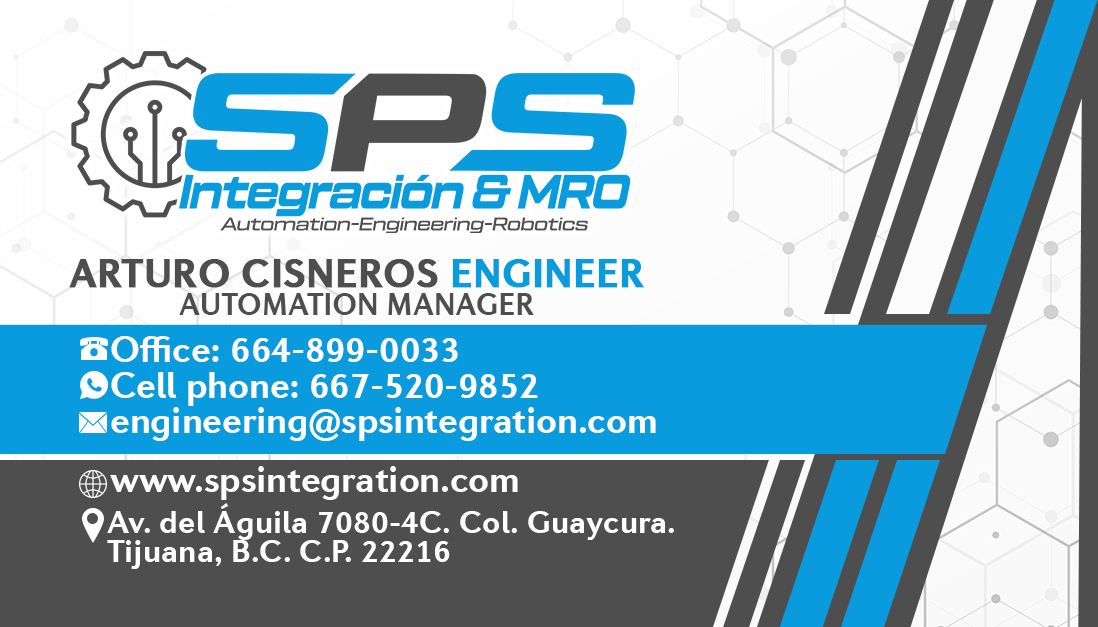 SPS
Integración & MRO
Automation-Engineering-Robotics
ARTURO CISNEROS ENGINEER
AUTOMATION MANAGER
Office: 664-899-0033
Cell phone: 667-520-9852
engineering@spsintegration.com
www.spsintegration.com
Av. del Águila 7080-4C. Col. Guaycura.
Tijuana, B.C. C.P. 22216